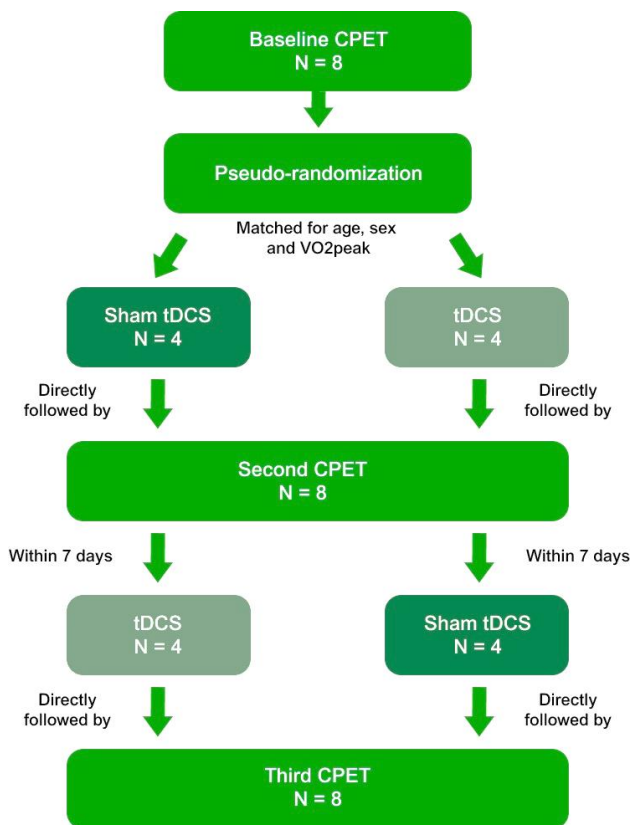 Baseline CPET
N = 8
Pseudo-randomization
Matched for age, sex
and VO2peak
Sham tDCS
N = 4
tDCS
N = 4
Directly
followed by
Directly
followed by
Second CPET
N = 8
Within 7 days
Within 7 days
tDCS
N = 4
Sham tDCS
N = 4
Directly
followed by
Directly
followed by
Third CPET
N = 8